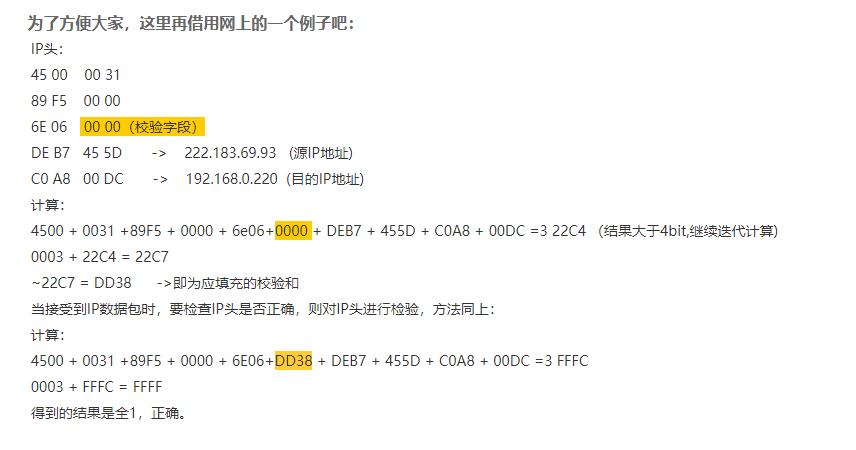 为了方便大家，这里再借用网上的一个例子吧：
IP头：
45 00    00 31
89 F5    00 00
6E 06    00 00（校验字段）
DE B7   45 5D      ->    222.183.69.93   (源IP地址)
C0 A8   00 DC      ->    192.168.0.220  (目的IP地址)
计算：
4500 + 0031 +89F5 + 0000 + 6e06+0000 + DEB7 + 455D + C0A8 + 00DC =3 22C4  （结果大于4bit,继续迭代计算）
0003 + 22C4 = 22C7
~22C7 = DD38      ->即为应填充的校验和
当接受到IP数据包时，要检查IP头是否正确，则对IP头进行检验，方法同上：
计算：
4500 + 0031 +89F5 + 0000 + 6E06+DD38 + DEB7 + 455D + C0A8 + 00DC =3 FFFC
0003 + FFFC = FFFF
得到的结果是全1，正确。